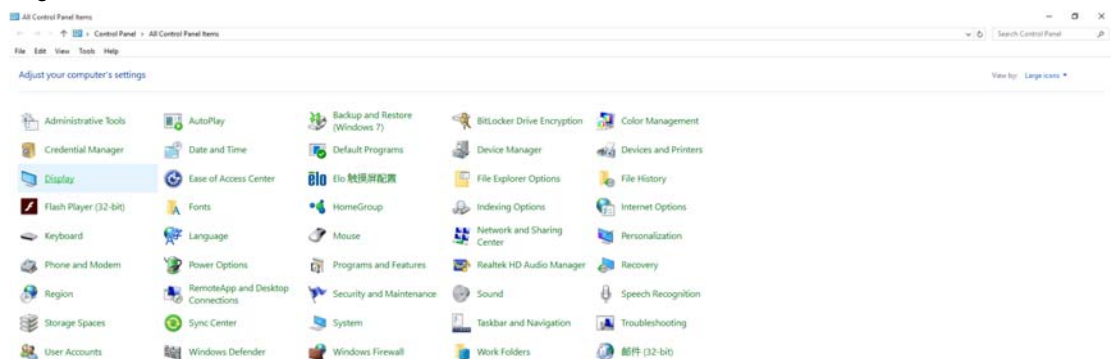 All Control Panel Items
Control Panel > All Control Panel Items
Search Control Panel
File Edit View Tools Help
Adjust your computer's settings
View by: Large icons
Administrative Tools
AutoPlay
Backup and Restore
(Windows 7)
BitLocker Drive Encryption
Color Management
Credential Manager
Date and Time
Default Programs
Device Manager
Devices and Printers
Display
Ease of Access Center
elo Elo 触摸屏配置
File Explorer Options
File History
Flash Player (32-bit)
Fonts
HomeGroup
Indexing Options
Internet Options
Keyboard
Language
Mouse
Network and Sharing
Center
Personalization
Phone and Modem
Power Options
Programs and Features
Realtek HD Audio Manager
Recovery
Region
RemoteApp and Desktop
Connections
Security and Maintenance
Sound
Speech Recognition
Storage Spaces
Sync Center
System
Taskbar and Navigation
Troubleshooting
User Accounts
Windows Defender
Windows Firewall
Work Folders
邮件 (32-bit)